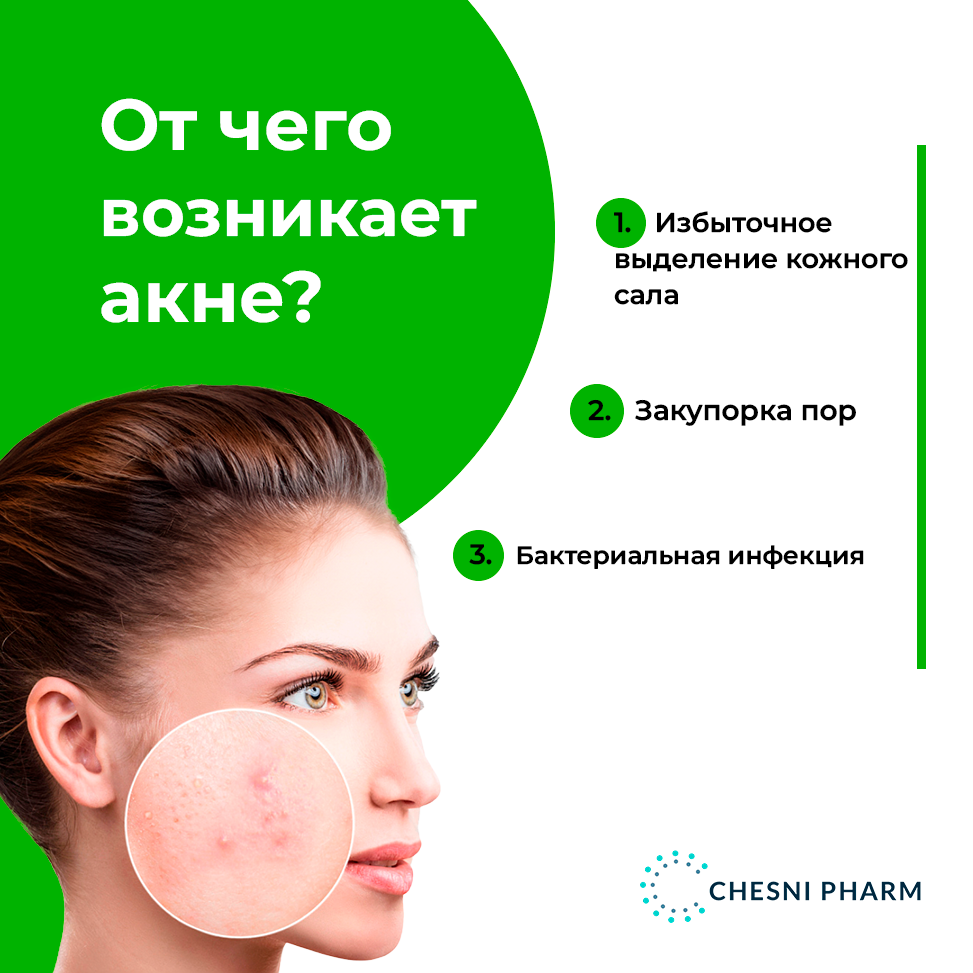 От чего
возникает
акне?
1. Избыточное
выделение кожного
сала
2. Закупорка пор
3. Бактериальная инфекция
CHESNI PHARM